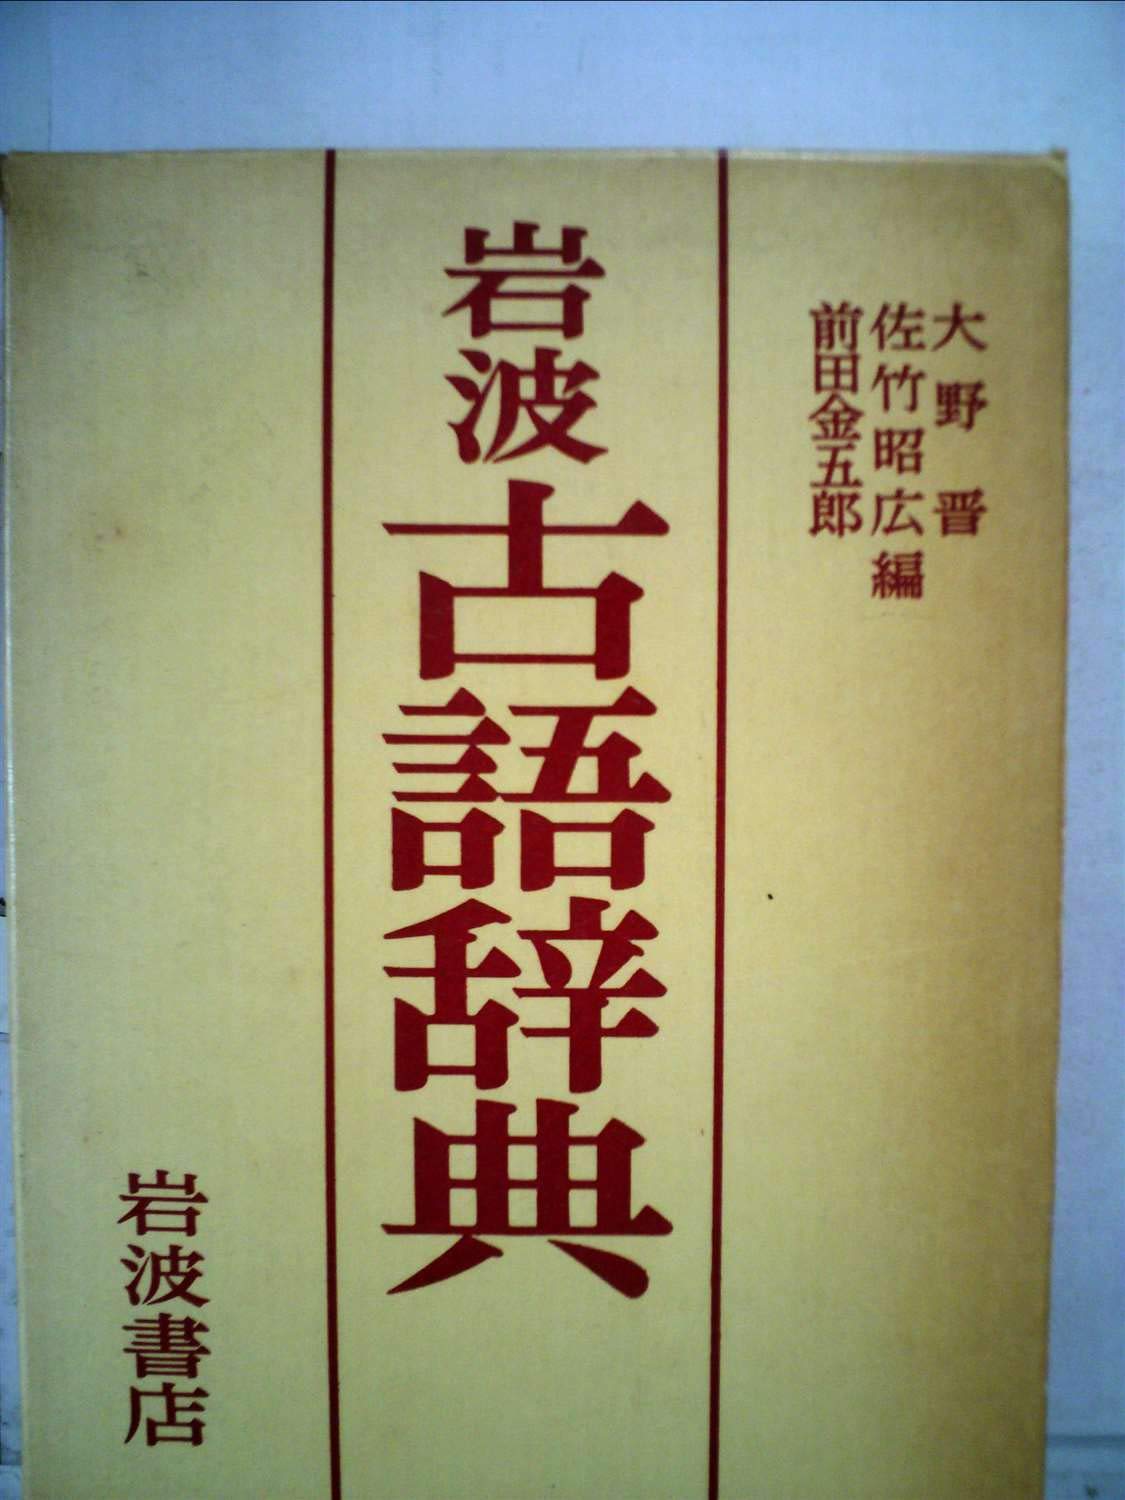 大野晋
佐竹昭広編
前田金五郎
岩波古語辞典
岩波書店